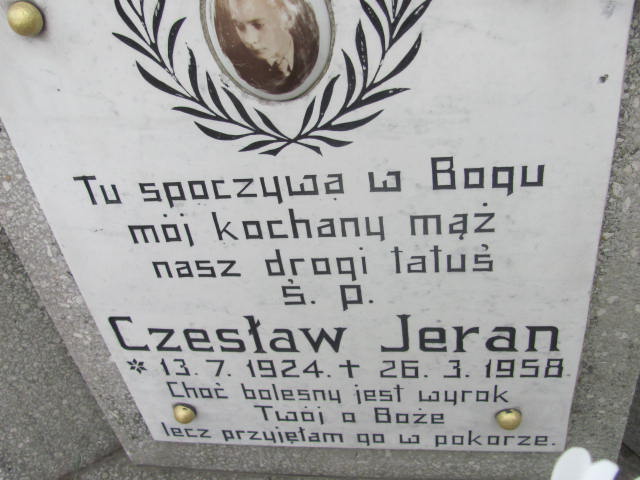 Tu spoczywa w Bogu
mój kochany mąż
nasz drogi tatuś
ś. p.
Czesław Jeran
* 13. 7. 1924. + 26. 3. 1958
Choć bolesny jest wyrok
Twój o Boże
lecz przyjęłam go w pokorze.